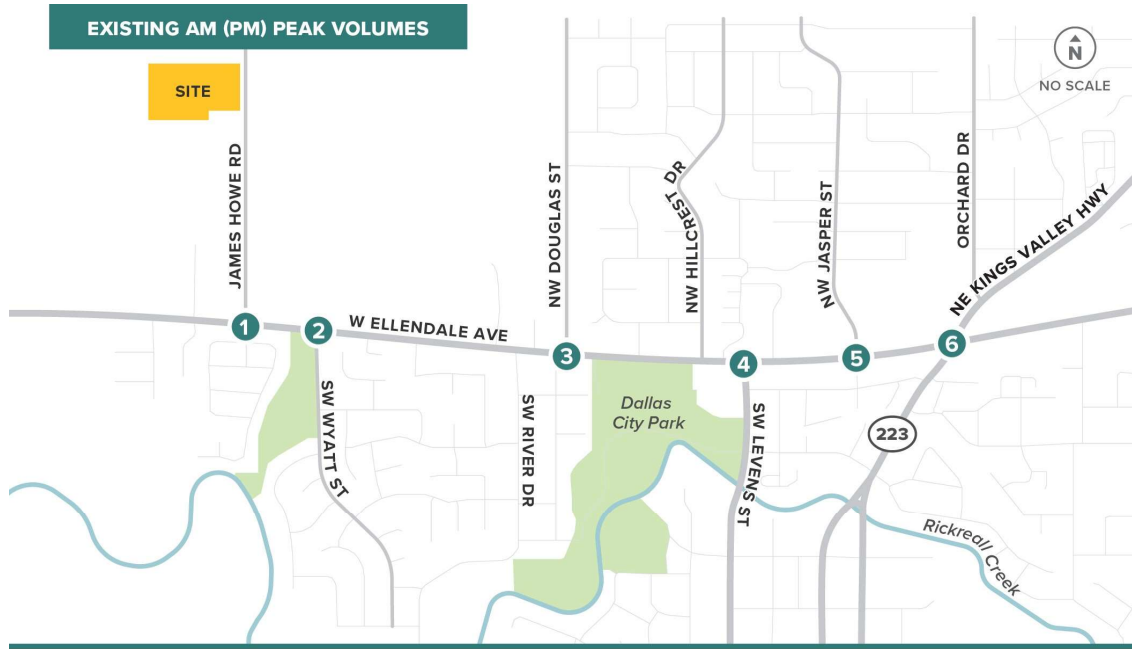 EXISTING AM (PM) PEAK VOLUMES
N
NO SCALE
SITE
JAMES HOWE RD
NW DOUGLAS ST
NW HILLCREST DR
NW JASPER ST
ORCHARD DR
NE KINGS VALLEY HWY
1
2
W ELLENDALE AVE
3
4
5
6
SW WYATT ST
SW RIVER DR
Dallas
City Park
SW LEVENS ST
223
Rickreall Creek